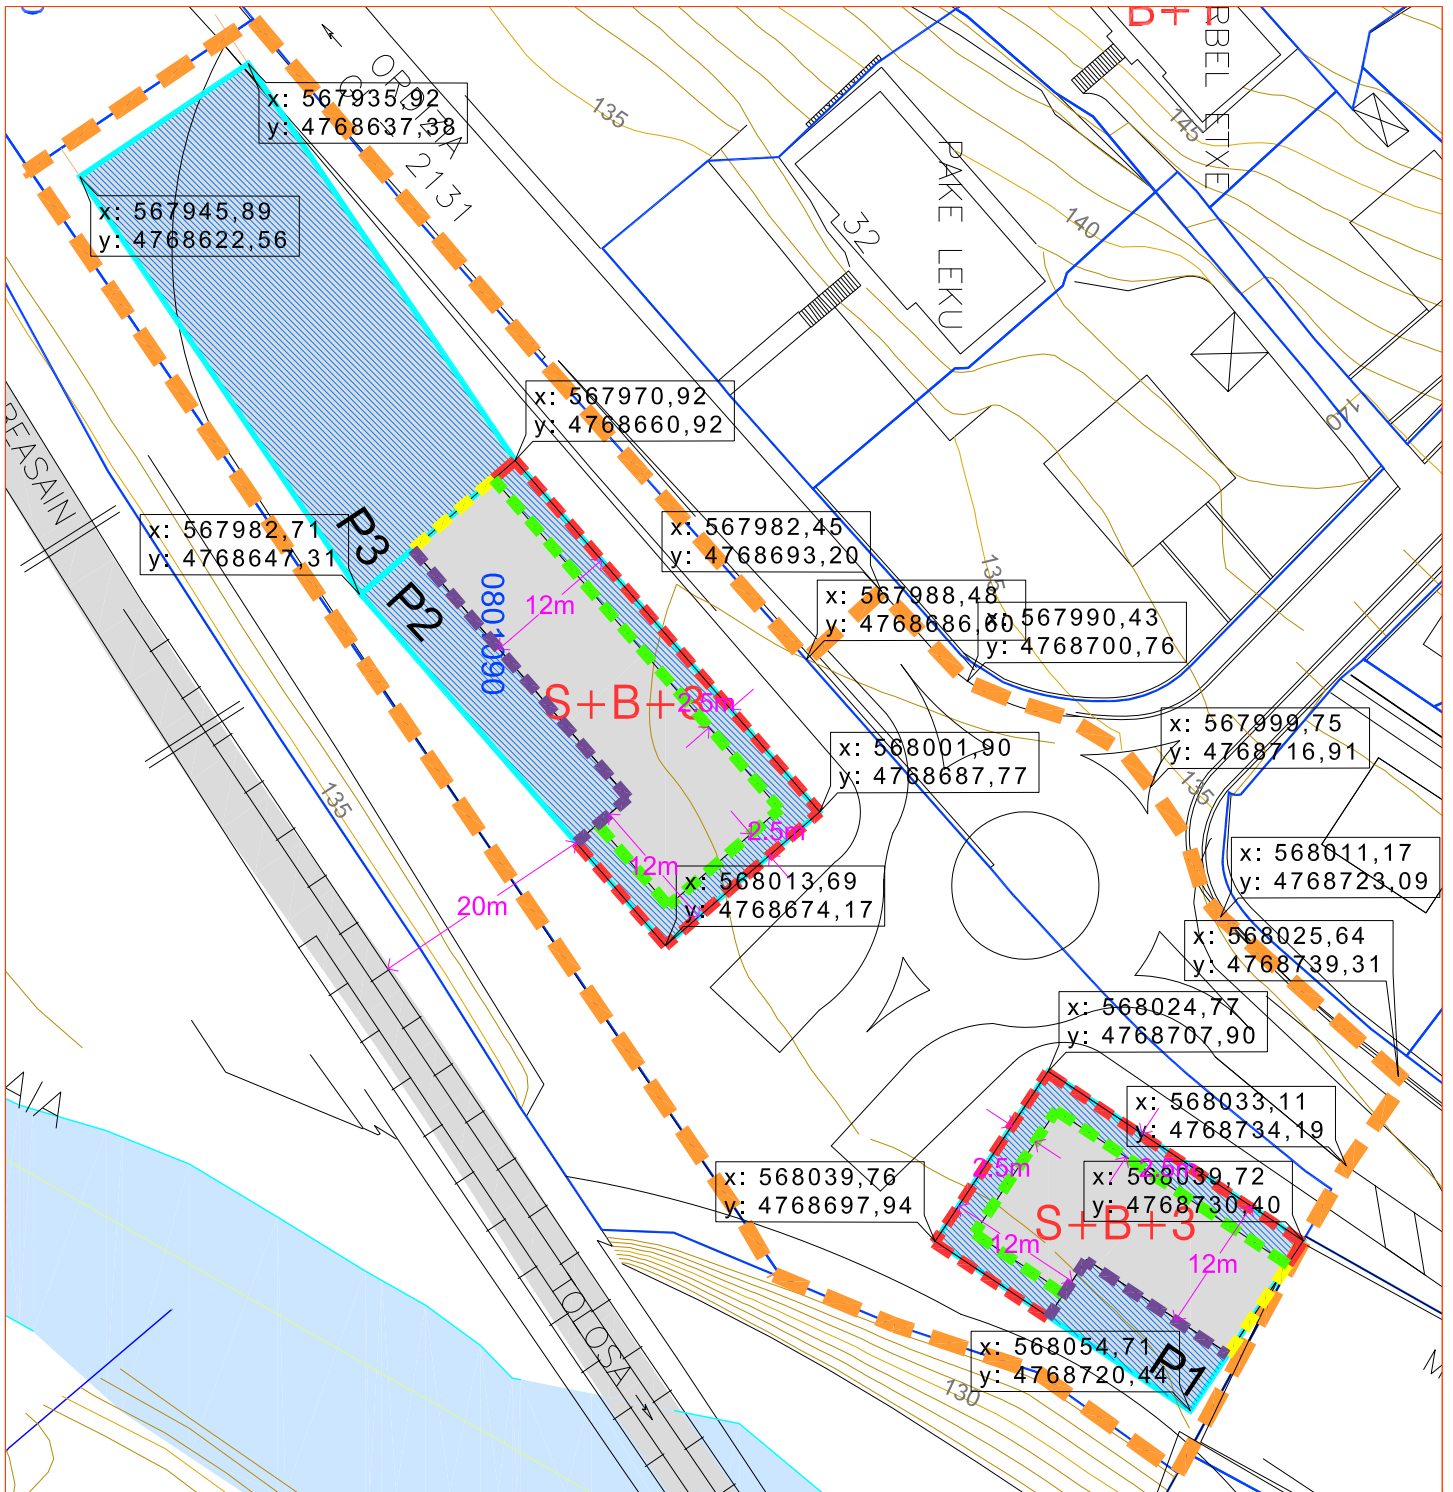 B+1
ORDIZIA
2131
x: 567935,92
y: 4768637,38
135
145
PAKE LEKU
32
140
x: 567945,89
y: 4768622,56
x: 567970,92
y: 4768660,92
140
x: 567982,71
y: 4768647,31
P3
P2
0801090
12m
x: 567982,45
y: 4768693,20
135
x: 567988,48
y: 4768686,60
x: 567990,43
y: 4768700,76
S+B+3
2.5m
x: 567999,75
y: 4768716,91
x: 568001,90
y: 4768687,77
135
135
2.5m
12m
x: 568011,17
y: 4768723,09
x: 568013,69
y: 4768674,17
20m
x: 568025,64
y: 4768739,31
x: 568024,77
y: 4768707,90
x: 568033,11
y: 4768734,19
x: 568039,76
y: 4768697,94
2.5m
2.5m
x: 568039,72
y: 4768730,40
S+B+3
12m
12m
TOLOSA
x: 568054,71
y: 4768720,44
P1
130